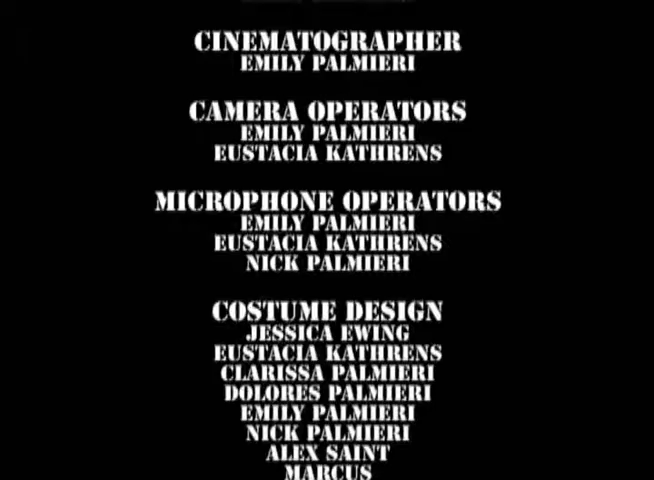 CINEMATOGRAPHER
EMILY PALMIERI
CAMERA OPERATORS
EMILY PALMIERI
EUSTACIA KATHRENS
MICROPHONE OPERATORS
EMILY PALMIERI
EUSTACIA KATHRENS
NICK PALMIERI
COSTUME DESIGN
JESSICA EWING
EUSTACIA KATHRENS
CLARISSA PALMIERI
DOLORES PALMIERI
EMILY PALMIERI
NICK PALMIERI
ALEX SAINT
MARCUS